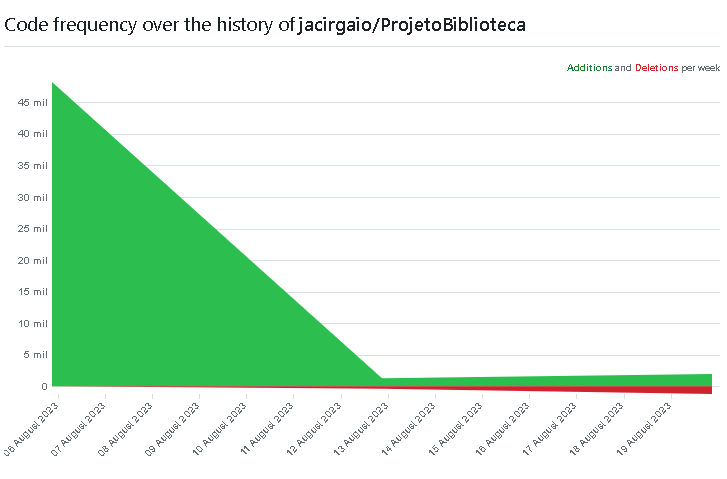 Code frequency over the history of jacirgaio/ProjetoBiblioteca
Additions and Deletions per week
45 mil
40 mil
35 mil
30 mil
25 mil
20 mil
15 mil
10 mil
5 mil
0
06 August 2023
07 August 2023
08 August 2023
09 August 2023
10 August 2023
11 August 2023
12 August 2023
13 August 2023
14 August 2023
15 August 2023
16 August 2023
17 August 2023
18 August 2023
19 August 2023